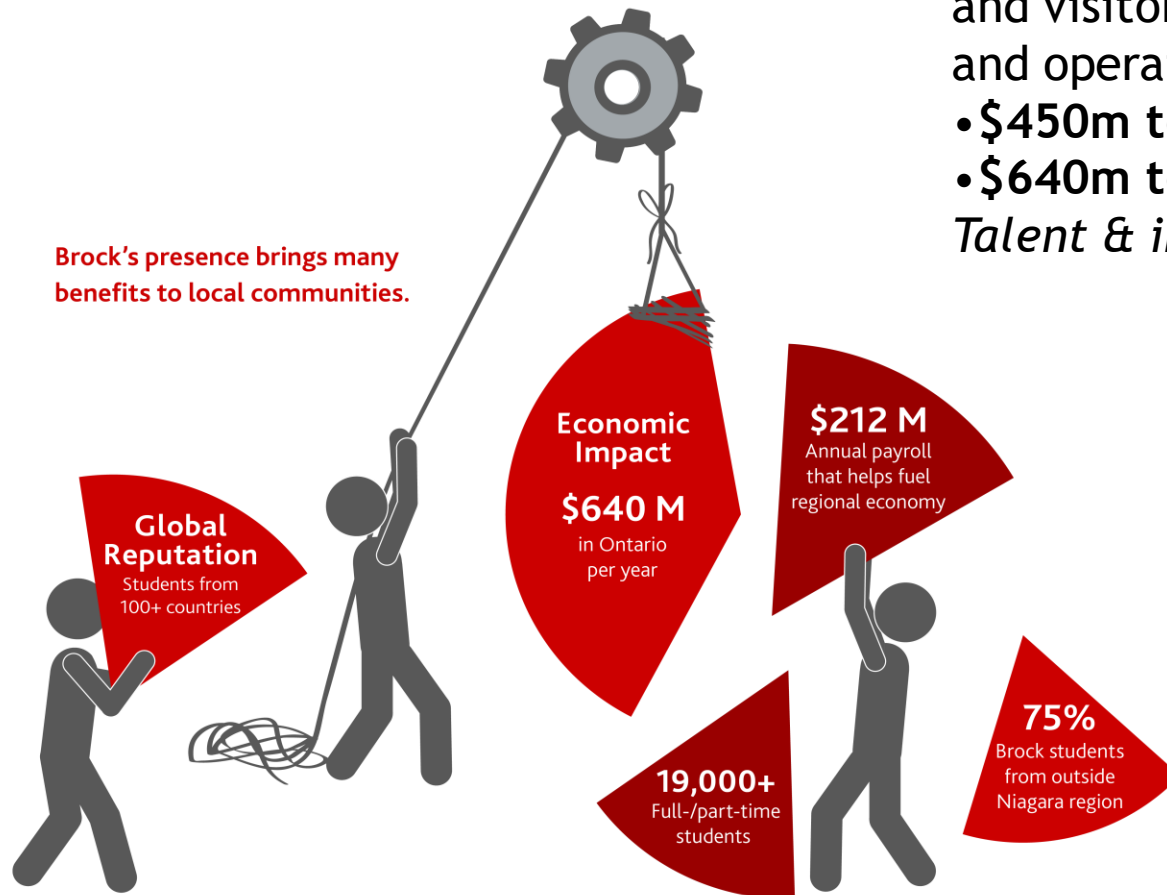 and visitor
and opera
•$450m t
•$640m t
Talent & i
Brock’s presence brings many
benefits to local communities.
Economic
Impact
$640 M
in Ontario
per year
$212 M
Annual payroll
that helps fuel
regional economy
Global
Reputation
Students from
100+ countries
19,000+
Full-/part-time
students
75%
Brock students
from outside
Niagara region